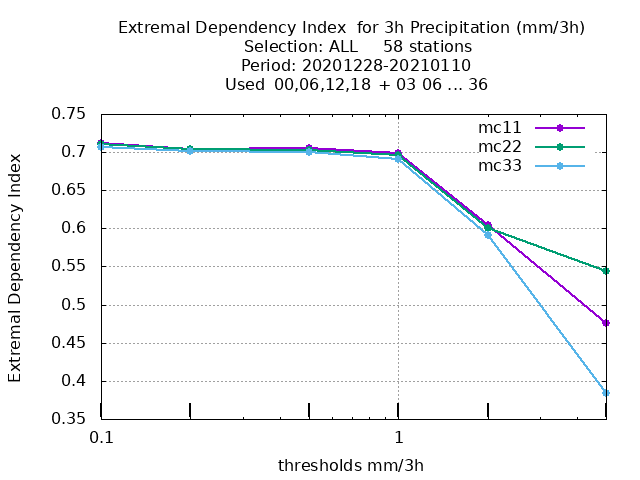 Extremal Dependency Index  for 3h Precipitation (mm/3h)
Selection: ALL     58 stations
Period: 20201228-20210110
Used  00,06,12,18  + 03 06 ... 36
mc11
mc22
mc33
Extremal Dependency Index
0.75
0.7
0.65
0.6
0.55
0.5
0.45
0.4
0.35
0.1
1
thresholds mm/3h